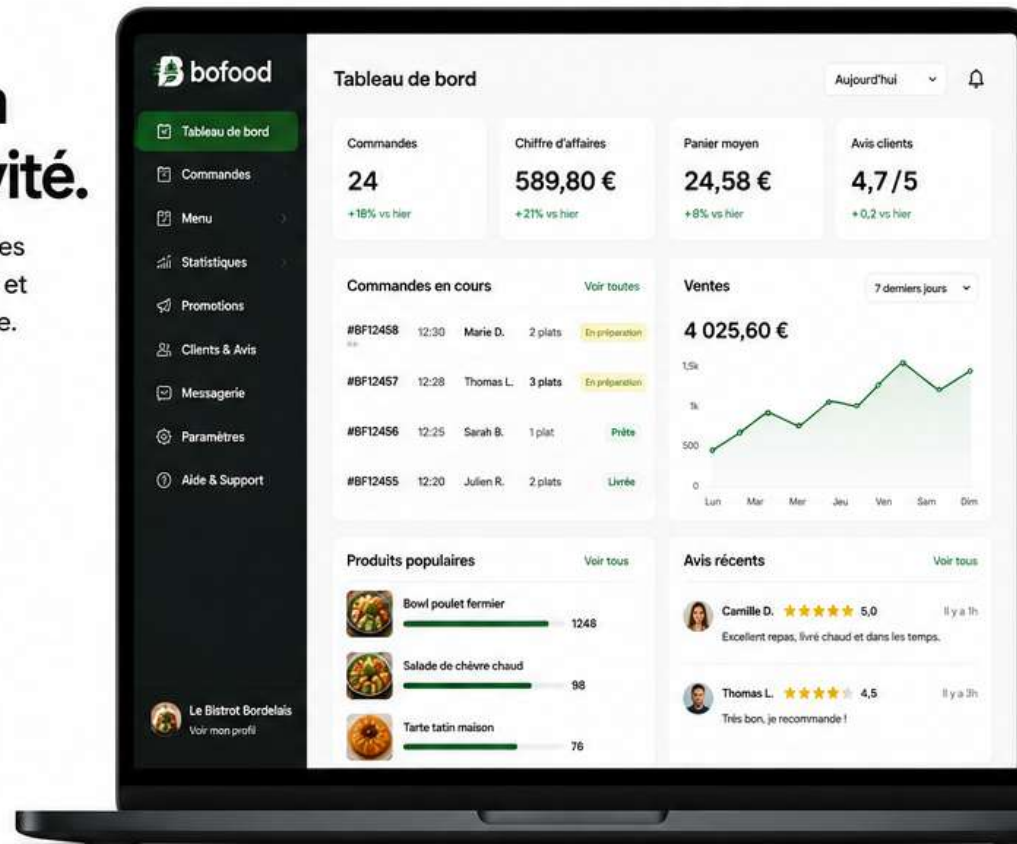 vité.
es
et
e.
bofood
Tableau de bord
Commandes
Menu
Statistiques
Promotions
Clients & Avis
Messagerie
Paramètres
Aide & Support
Le Bistrot Bordelais
Voir mon profil
Tableau de bord
Aujourd'hui
Commandes
24
+18% vs hier
Chiffre d'affaires
589,80 €
+21% vs hier
Panier moyen
24,58 €
+8% vs hier
Avis clients
4,7/5
+0,2 vs hier
Commandes en cours Voir toutes
#BF12458 12:30 Marie D. 2 plats En préparation
#BF12457 12:28 Thomas L. 3 plats En préparation
#BF12456 12:25 Sarah B. 1 plat Prête
#BF12455 12:20 Julien R. 2 plats Livrée
Ventes 7 derniers jours
4 025,60 €
1,5k
1k
500
0
Lun Mar Mer Jeu Ven Sam Dim
Produits populaires Voir tous
Bowl poulet fermier
1248
Salade de chèvre chaud
98
Tarte tatin maison
76
Avis récents Voir tous
Camille D. 5,0 Il y a 1h
Excellent repas, livré chaud et dans les temps.
Thomas L. 4,5 Il y a 3h
Très bon, je recommande !